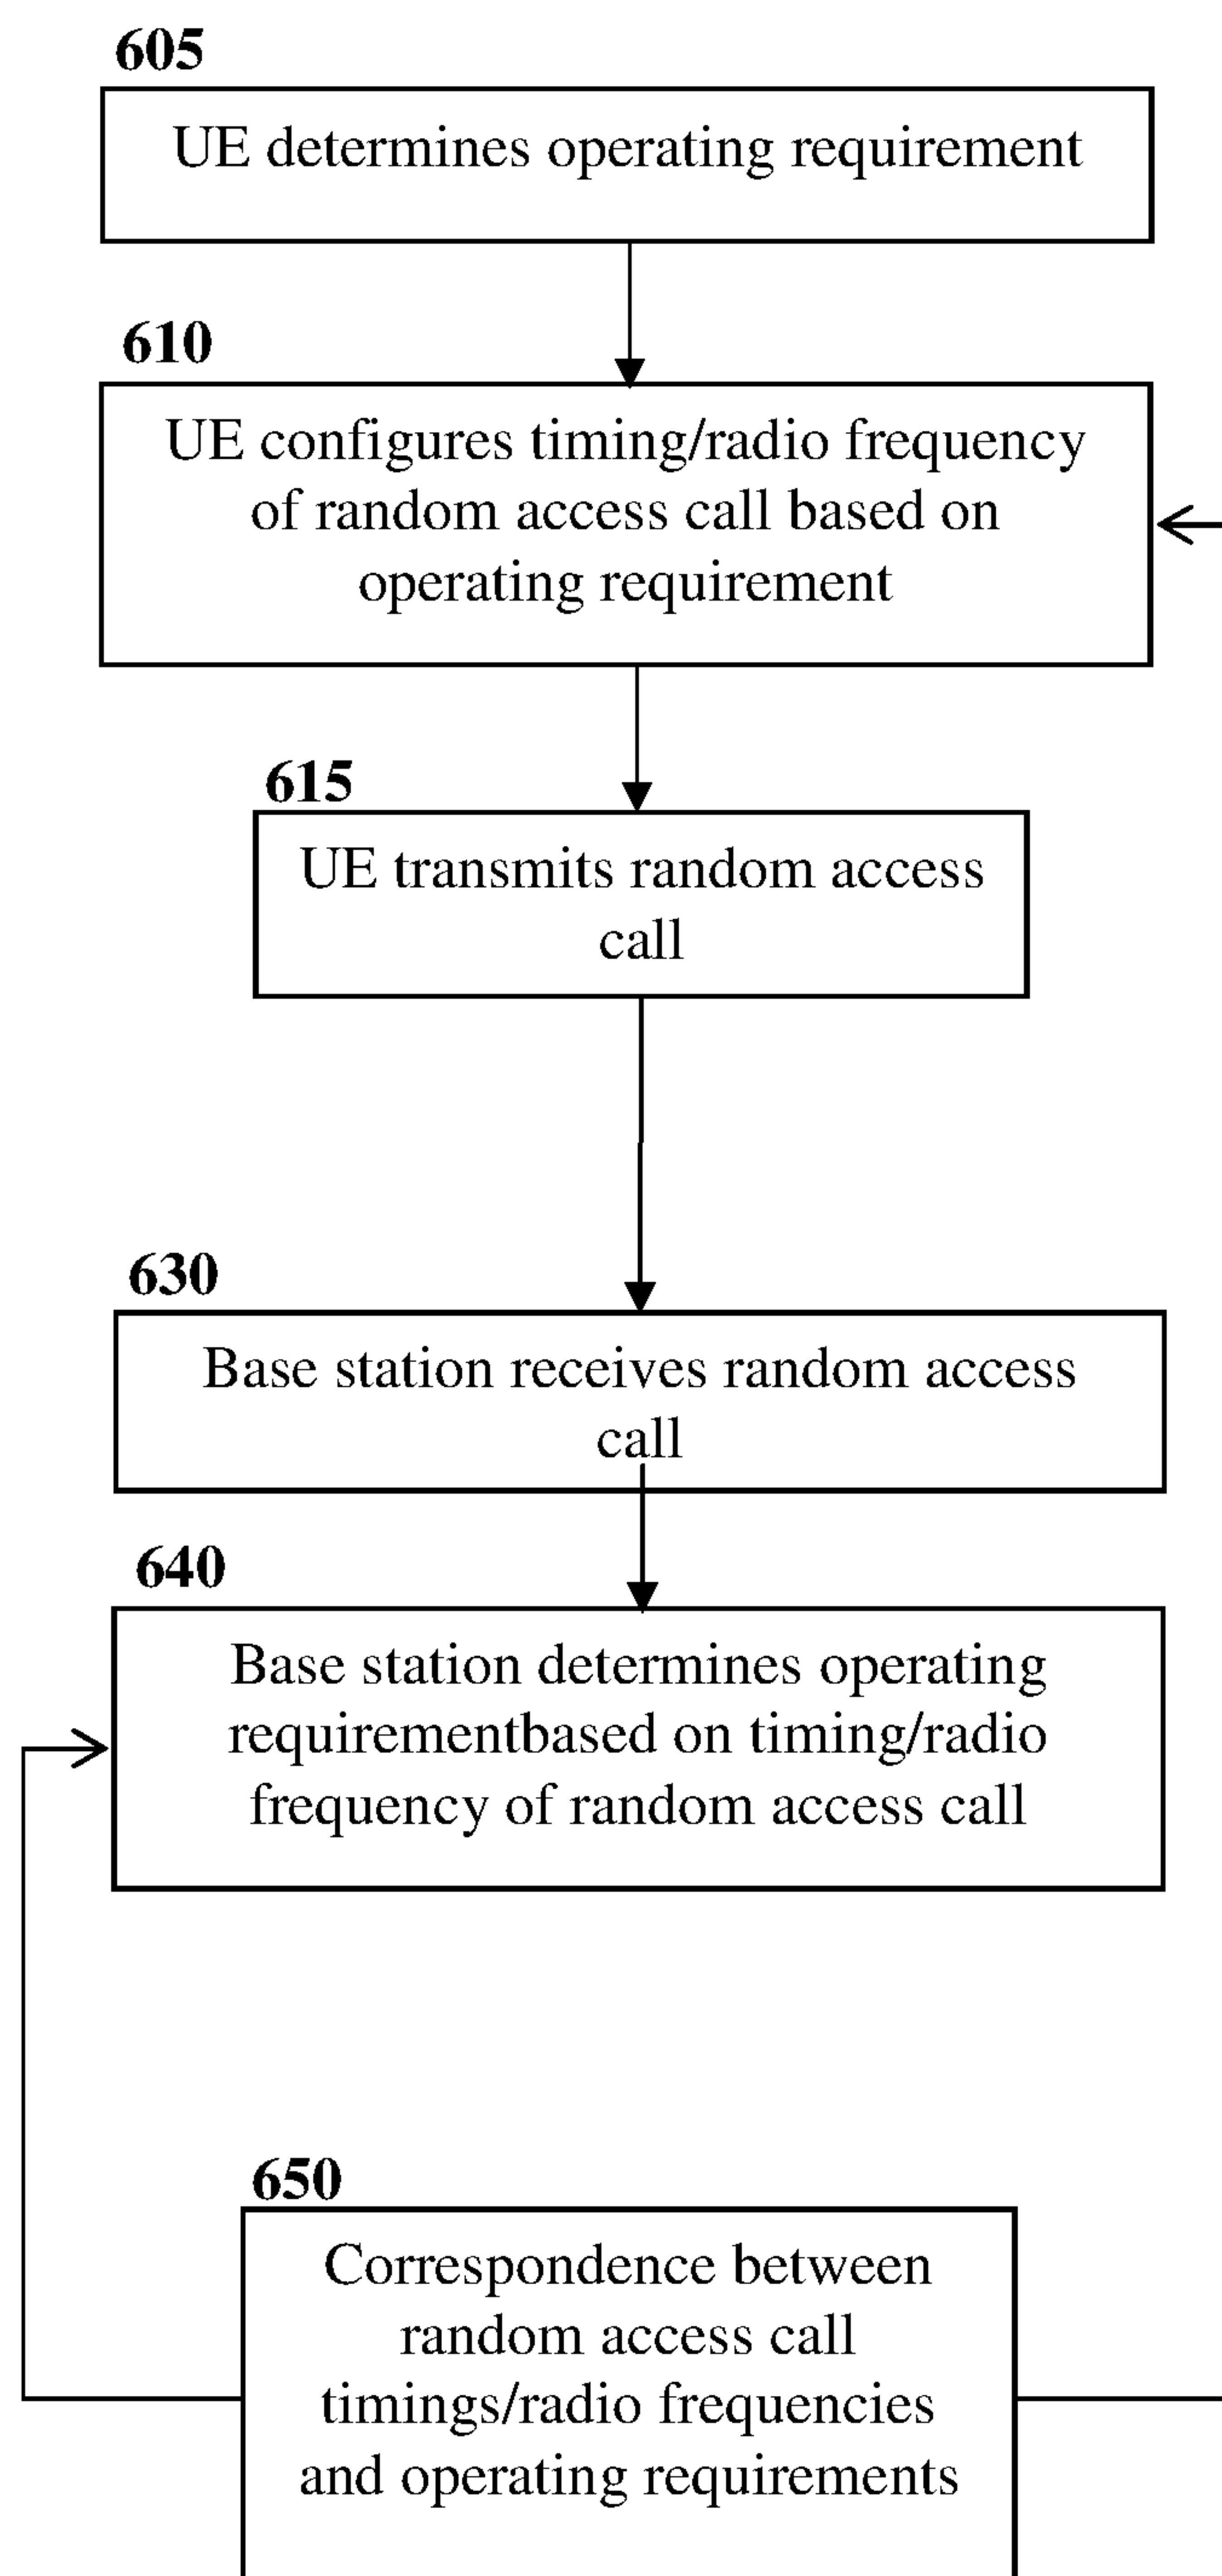 605
UE determines operating requirement
610
UE configures timing/radio frequency
of random access call based on
operating requirement
615
UE transmits random access
call
630
Base station receives random access
call
640
Base station determines operating
requirementbased on timing/radio
frequency of random access call
650
Correspondence between
random access call
timings/radio frequencies
and operating requirements